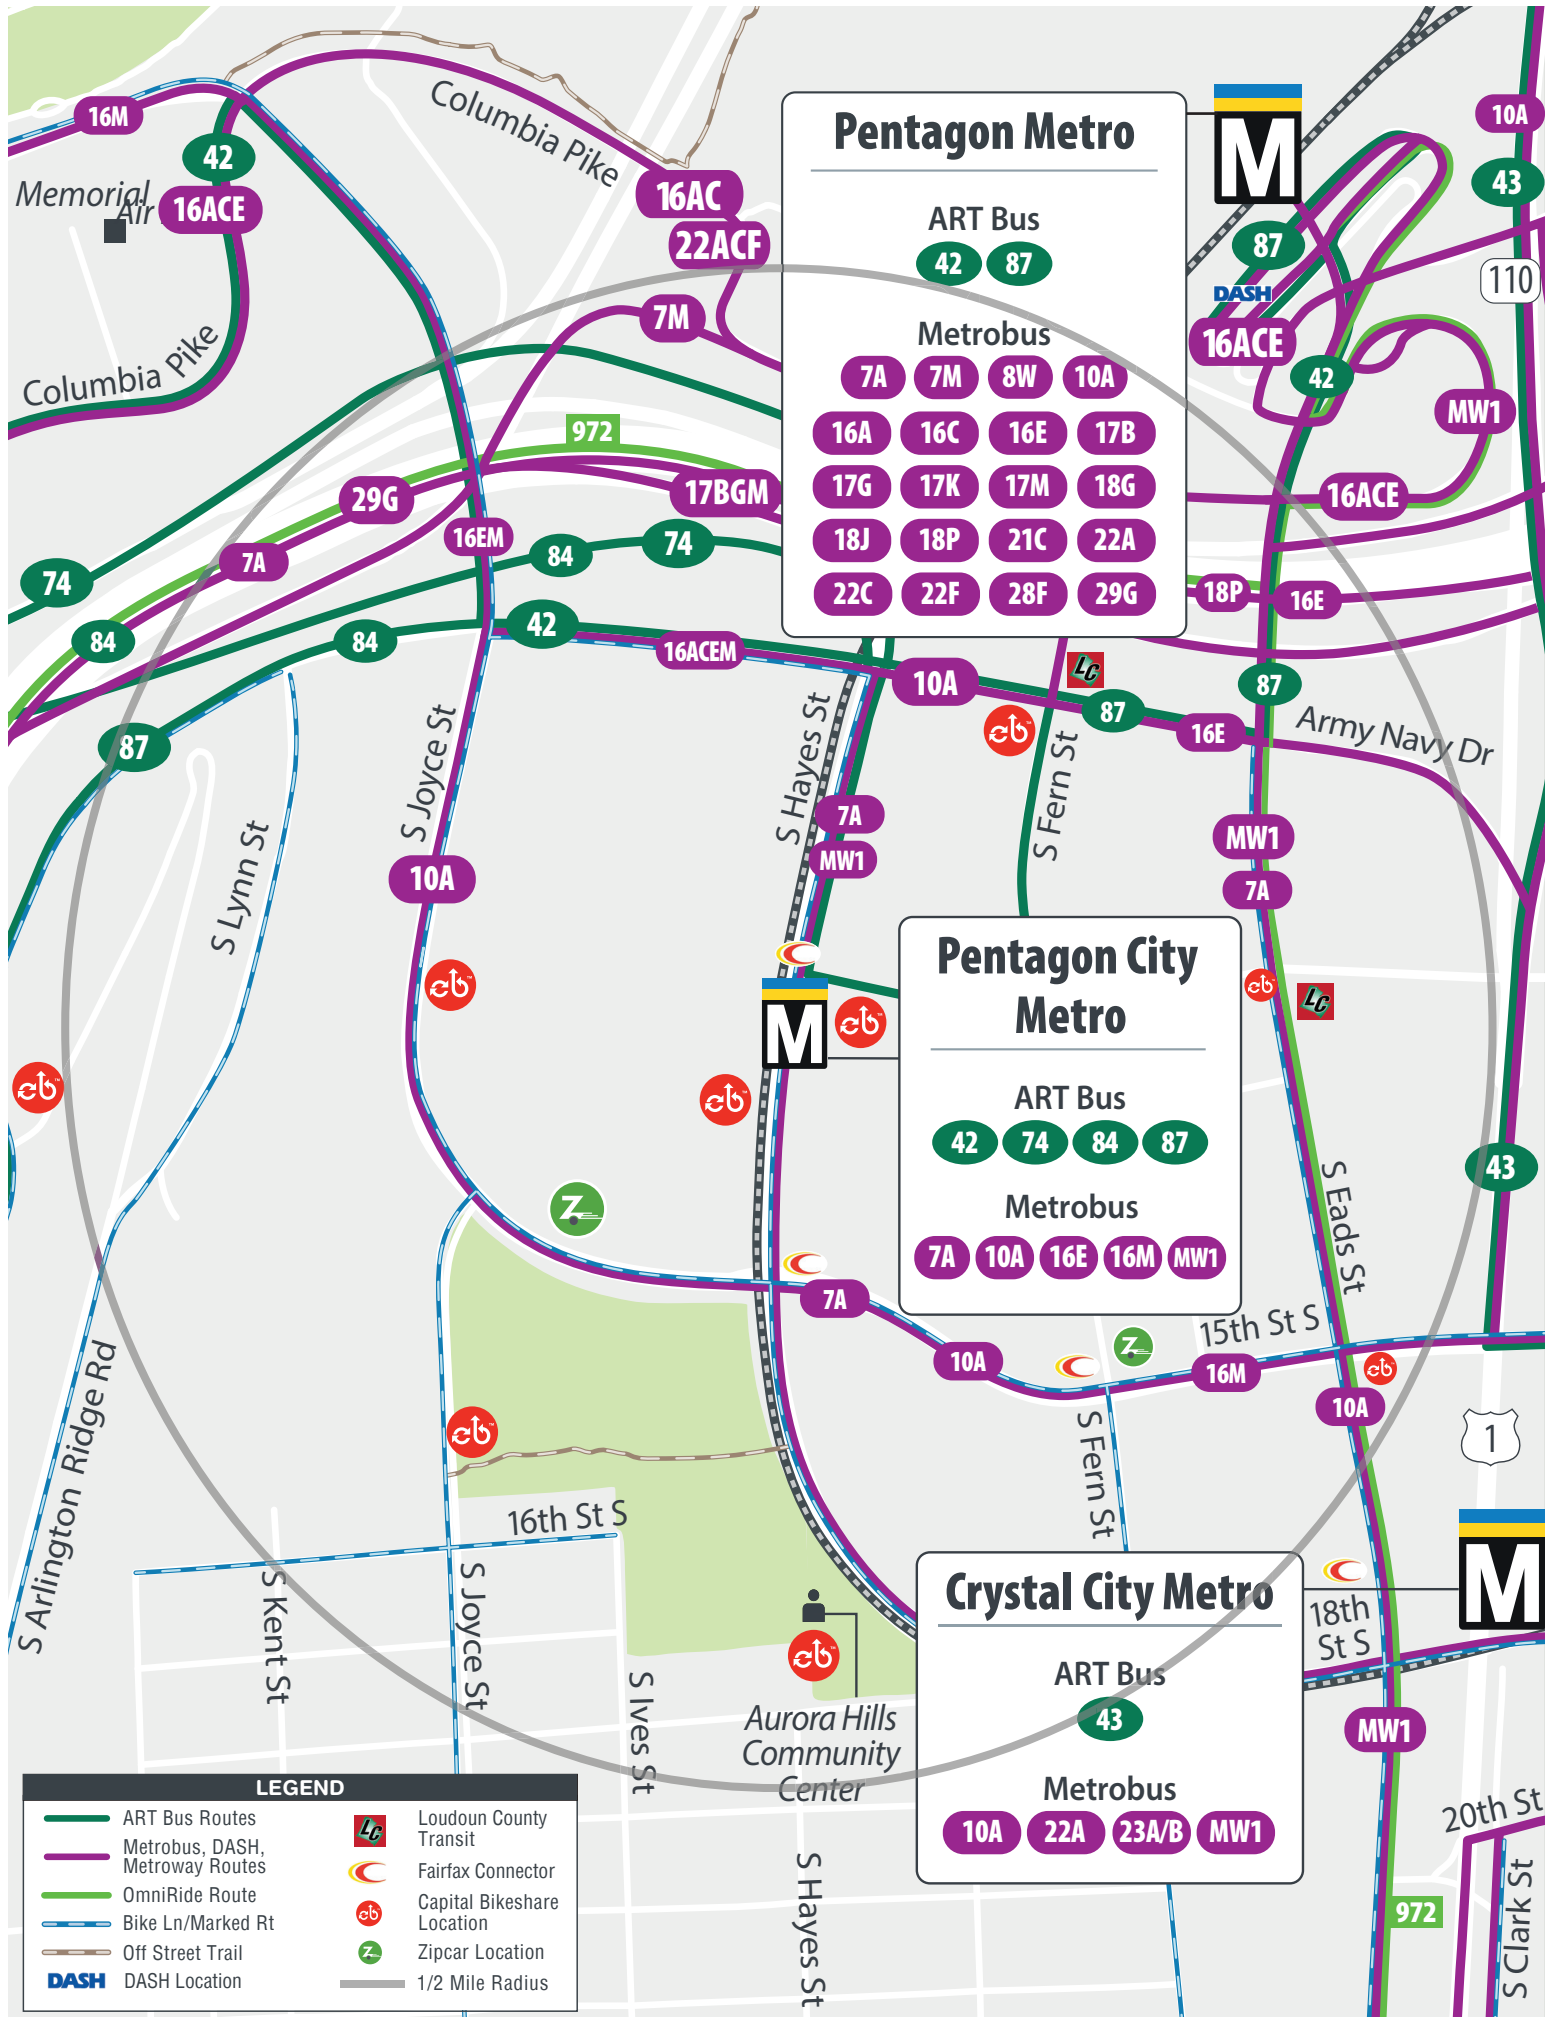 16M
42
Columbia Pike
Memorial
Air
16ACE
16AC
22ACF
7M
Columbia Pike
972
29G
17BGM
7A
16EM
84
74
74
84
84
42
16ACEM
87
Pentagon Metro
ART Bus
42 87
Metrobus
7A 7M 8W 10A
16A 16C 16E 17B
17G 17K 17M 18G
18J 18P 21C 22A
22C 22F 28F 29G
M
10A
43
87
DASH
110
16ACE
42
MW1
16ACE
18P
16E
10A
LC
87
87
16E
Army Navy Dr
S Joyce St
S Hayes St
S Fern St
7A
MW1
MW1
7A
S Lynn St
10A
cb
M
Pentagon City
Metro
ART Bus
42 74 84 87
Metrobus
7A 10A 16E 16M MW1
LC
43
S Eads St
Z
7A
10A
Z
15th St S
16M
10A
1
S Arlington Ridge Rd
S Fern St
16th St S
S Kent St
S Joyce St
S Ives St
Aurora Hills
Community
Center
Crystal City Metro
ART Bus
43
Metrobus
10A 22A 23A/B MW1
M
18th
St S
MW1
20th St
972
S Clark St
S Hayes St
LEGEND
ART Bus Routes
Metrobus, DASH,
Metroway Routes
OmniRide Route
Bike Ln/Marked Rt
Off Street Trail
DASH DASH Location
LC Loudoun County
Transit
Fairfax Connector
cb Capital Bikeshare
Location
Z Zipcar Location
1/2 Mile Radius